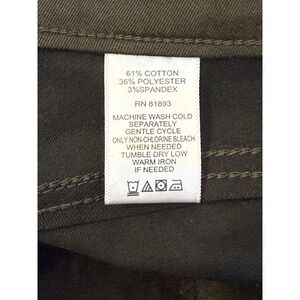 61% COTTON
36% POLYESTER
3%SPANDEX
RN 81893
MACHINE WASH COLD
SEPARATELY
GENTLE CYCLE
ONLY NON-CHLORINE BLEACH
WHEN NEEDED
TUMBLE DRY LOW
WARM IRON
IF NEEDED